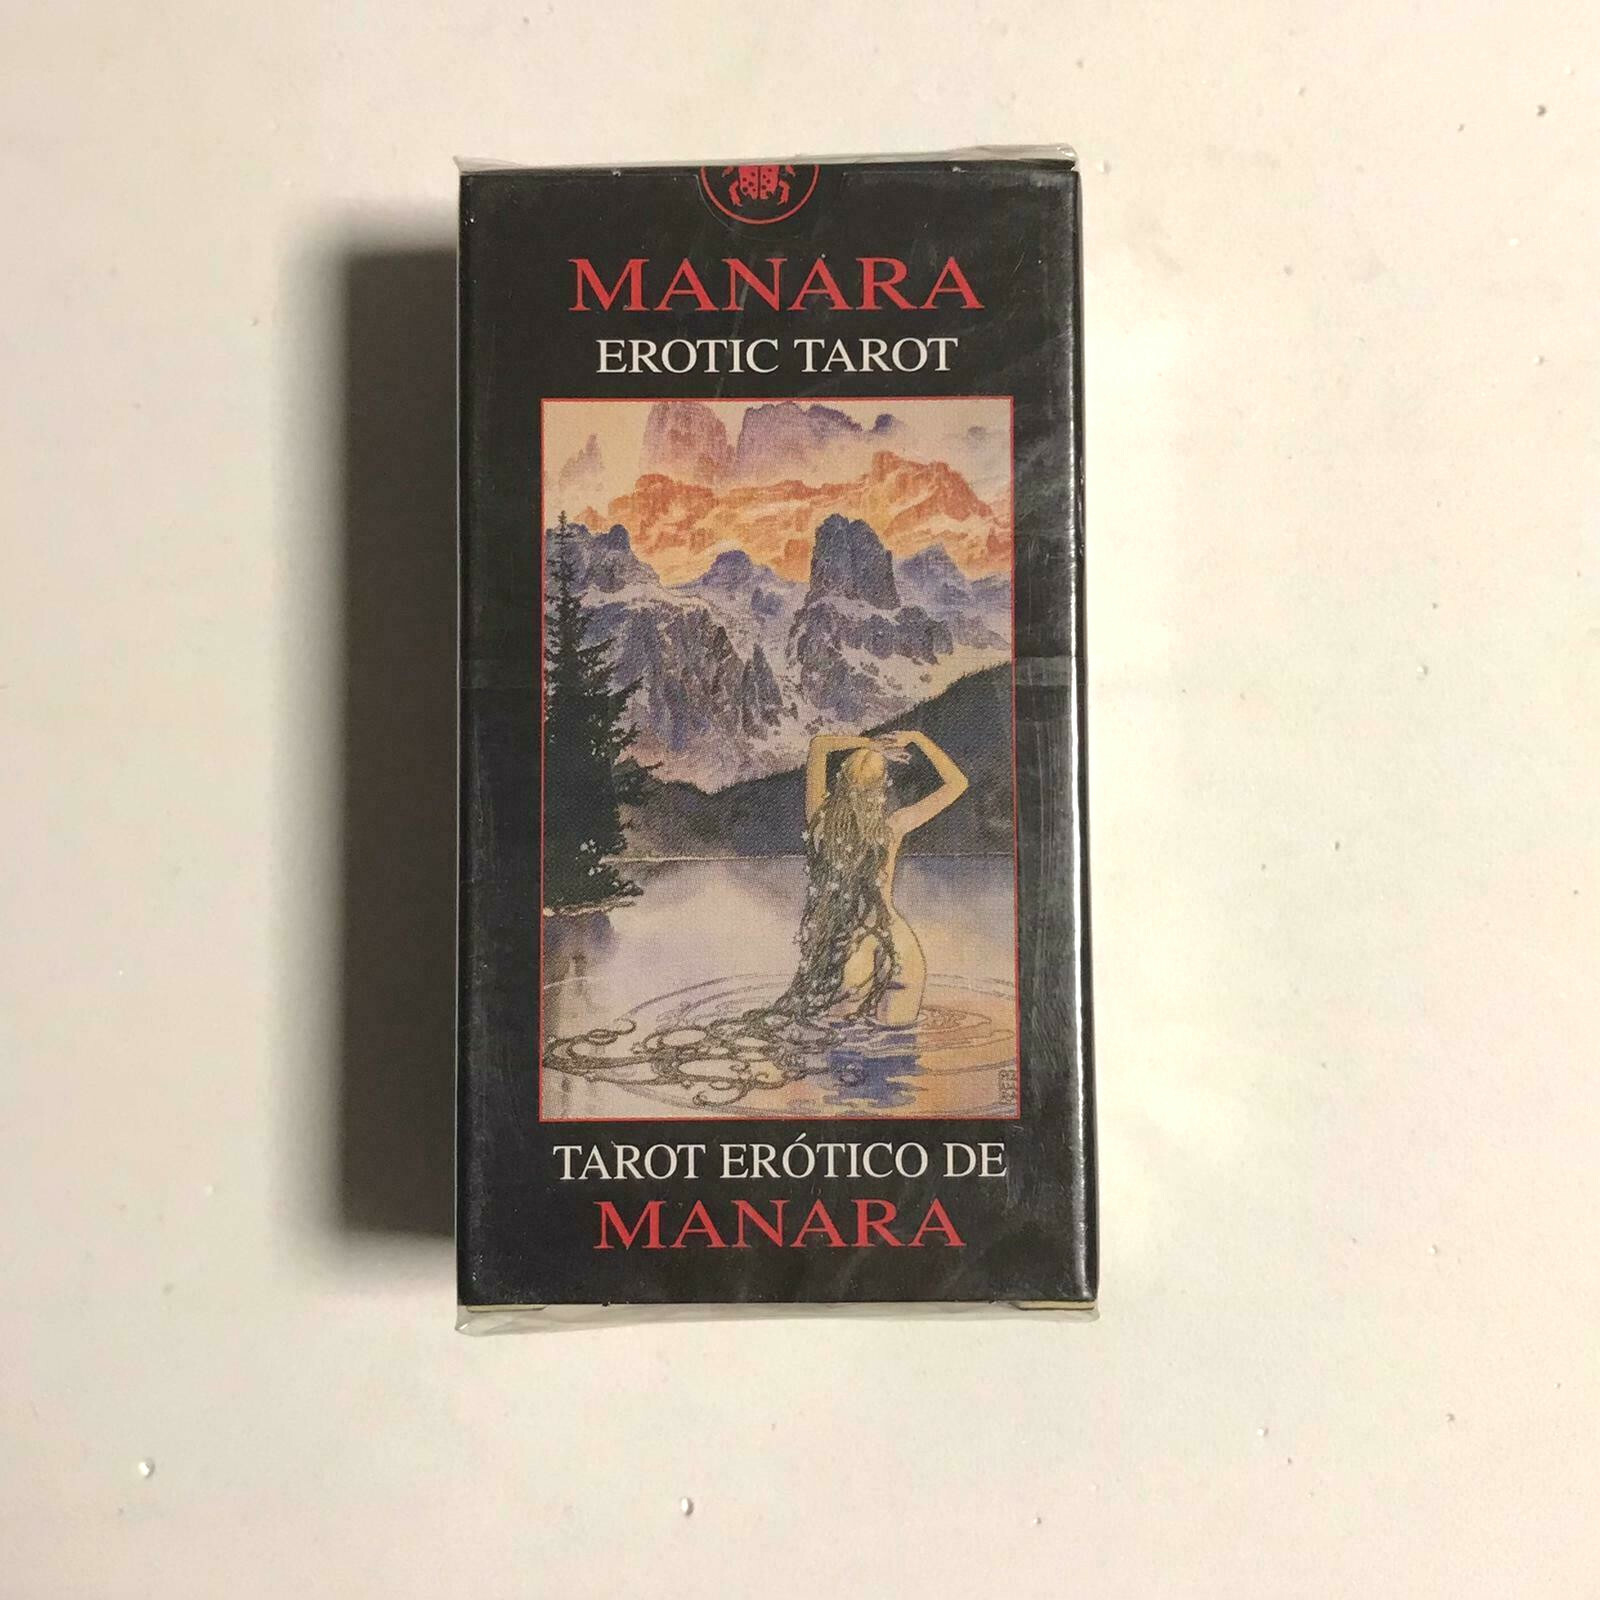 MANARA
EROTIC TAROT
TAROT ERÓTICO DE
MANARA